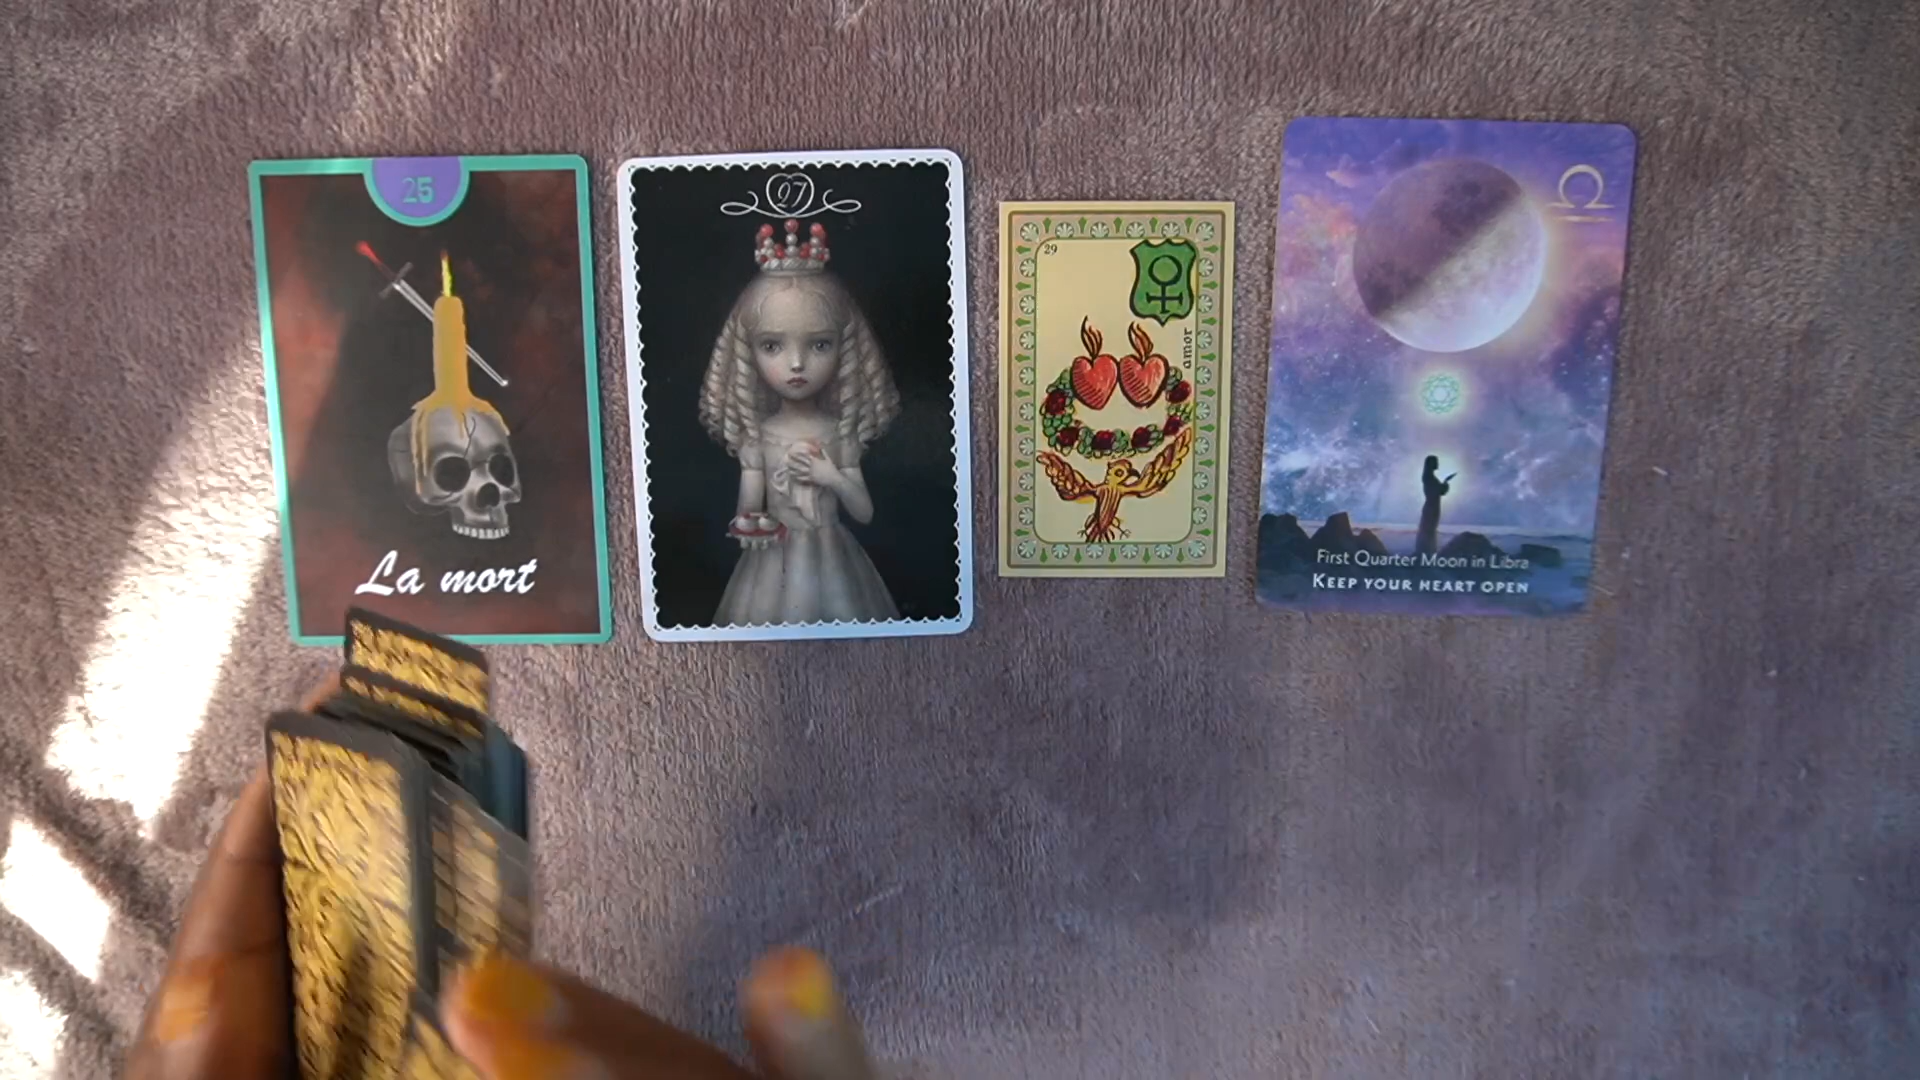 25
La mort
27
29
amor
First Quarter Moon in Libra
KEEP YOUR HEART OPEN